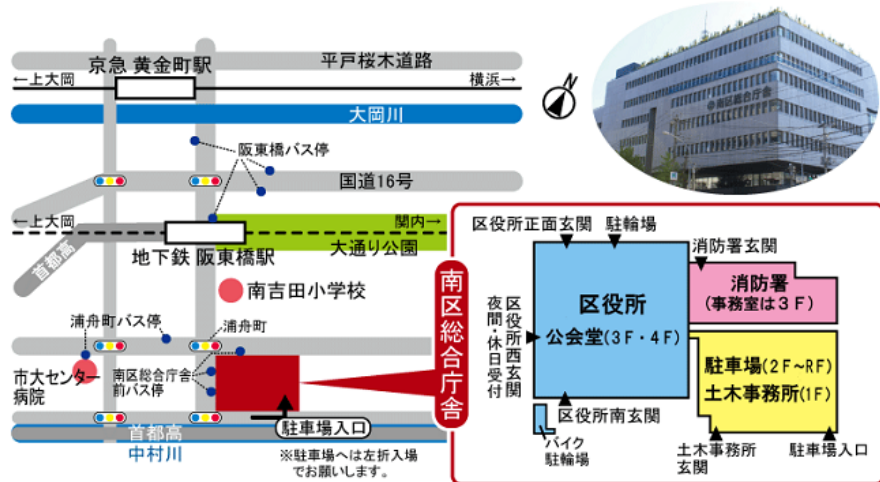 平戸桜木道路
京急 黄金町駅
←上大岡
横浜→
大岡川
N
南区総合庁舎
阪東橋バス停
国道16号
←上大岡
関内→
大通り公園
首都高
地下鉄 阪東橋駅
南吉田小学校
浦舟町バス停
浦舟町
市大センター
病院
南区総合庁舎
前バス停
駐車場入口
首都高
中村川
※駐車場へは左折入場
でお願いします。
南区総合庁舎
区役所正面玄関
駐輪場
消防署玄関
区役所
公会堂(3F・4F)
消防署
(事務室は3F)
区役所西玄関
夜間・休日受付
駐車場(2F~RF)
土木事務所(1F)
区役所南玄関
バイク
駐輪場
土木事務所
玄関
駐車場入口